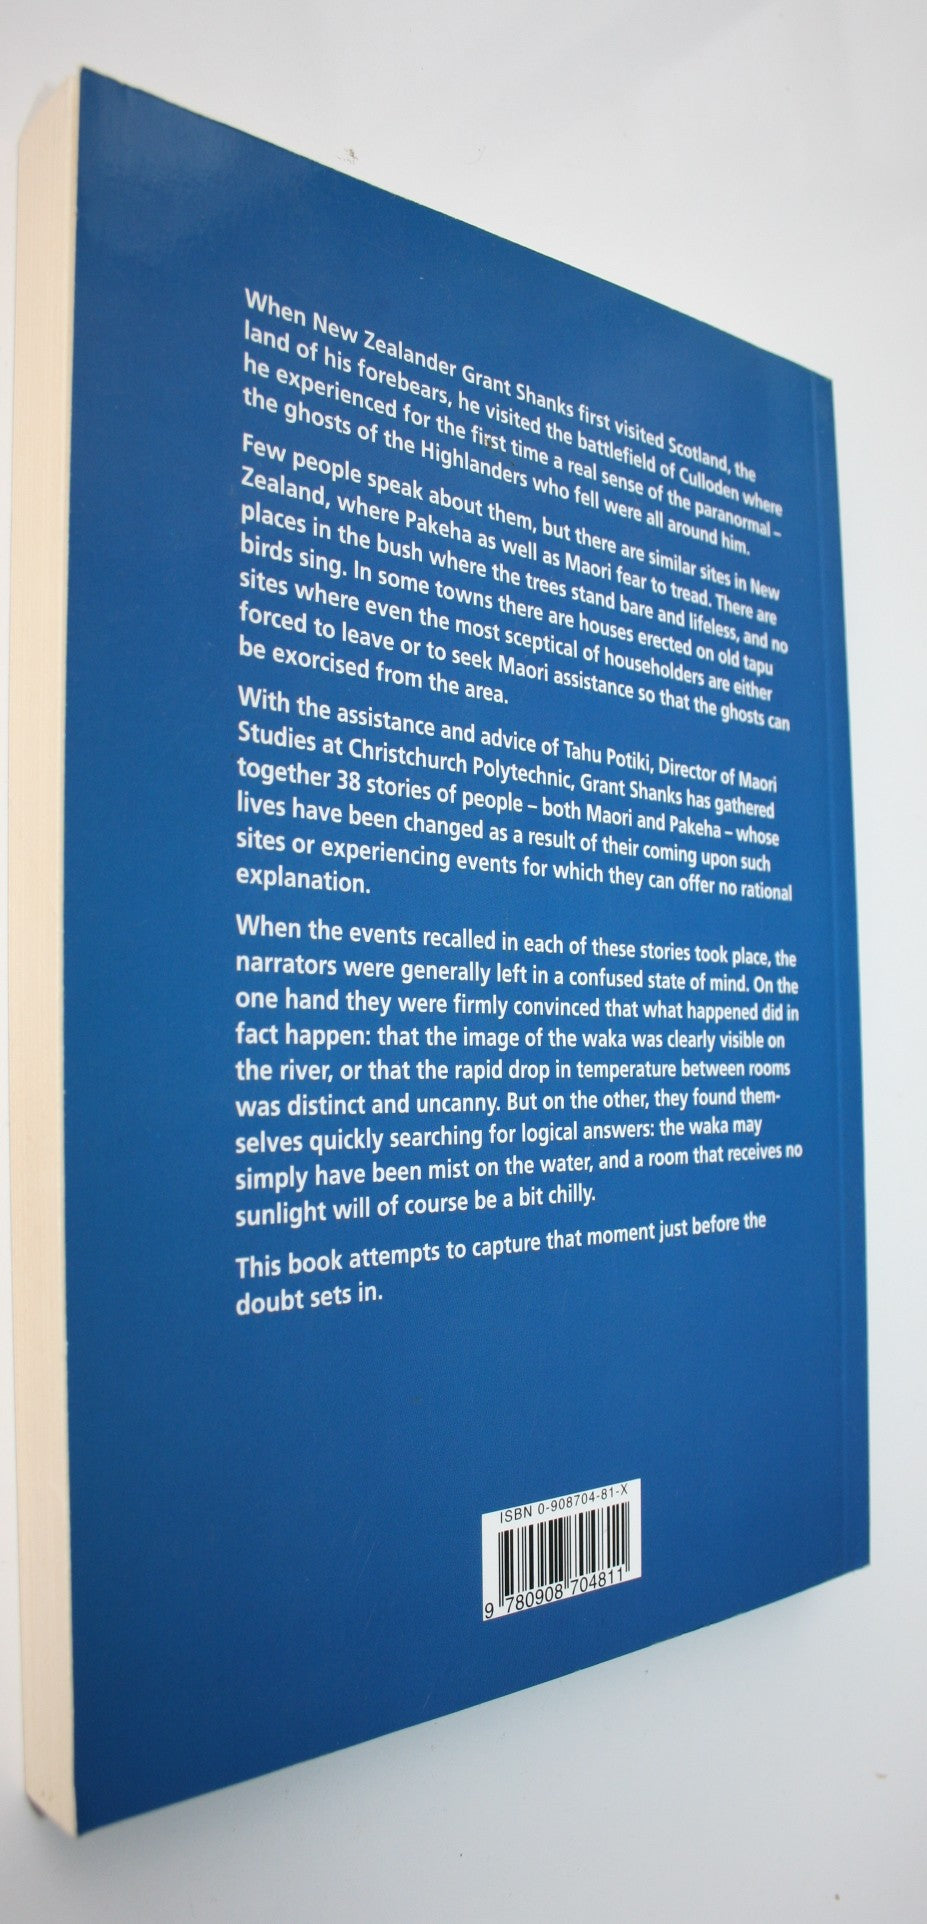 When New Zealander Grant Shanks first visited Scotland, the
land of his forebears, he visited the battlefield of Culloden where
he experienced for the first time a real sense of the paranormal –
the ghosts of the Highlanders who fell were all around him.
Few people speak about them, but there are similar sites in New
Zealand, where Pakeha as well as Maori fear to tread. There are
places in the bush where the trees stand bare and lifeless, and no
birds sing. In some towns there are houses erected on old tapu
sites where even the most sceptical of householders are either
forced to leave or to seek Maori assistance so that the ghosts can
be exorcised from the area.
With the assistance and advice of Tahu Potiki, Director of Maori
Studies at Christchurch Polytechnic, Grant Shanks has gathered
together 38 stories of people – both Maori and Pakeha – whose
lives have been changed as a result of their coming upon such
sites or experiencing events for which they can offer no rational
explanation.
When the events recalled in each of these stories took place, the
narrators were generally left in a confused state of mind. On the
one hand they were firmly convinced that what happened did in
fact happen: that the image of the waka was clearly visible on
the river, or that the rapid drop in temperature between rooms
was distinct and uncanny. But on the other, they found them-
selves quickly searching for logical answers: the waka may
simply have been mist on the water, and a room that receives no
sunlight will of course be a bit chilly.
This book attempts to capture that moment just before the
doubt sets in.
ISBN 0-908704-81-X
9 780908 704811